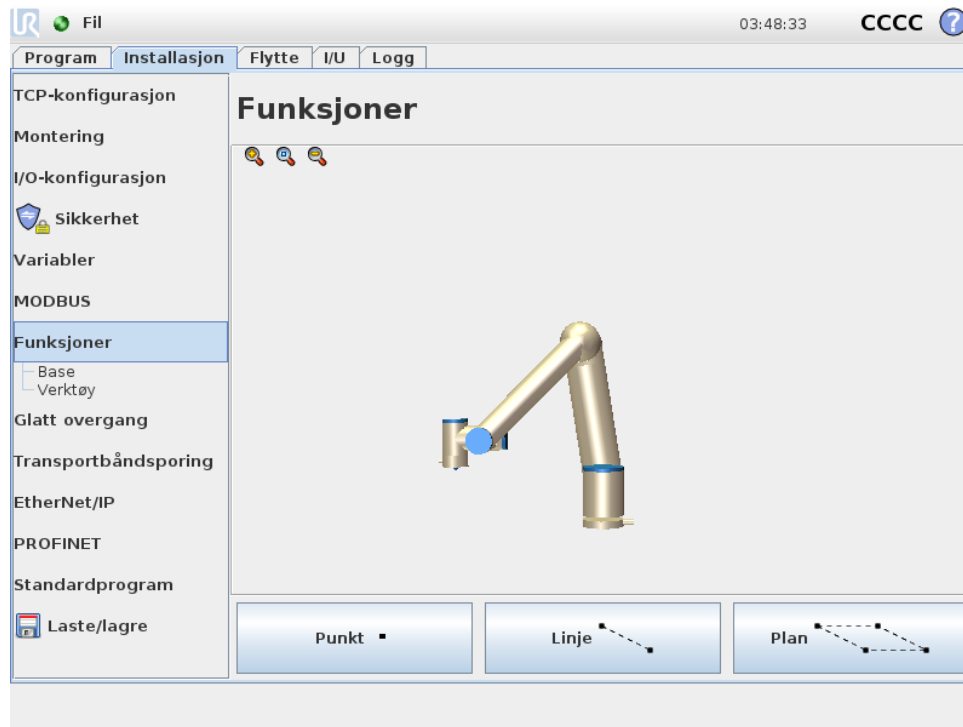 UR Fil 03:48:33 CCCC ?
Program Installasjon Flytte I/U Logg
TCP-konfigurasjon
Montering
I/O-konfigurasjon
Sikkerhet
Variabler
MODBUS
Funksjoner
Base
Verktøy
Glatt overgang
Transportbåndsporing
EtherNet/IP
PROFINET
Standardprogram
Laste/lagre
Funksjoner
Punkt
Linje
Plan